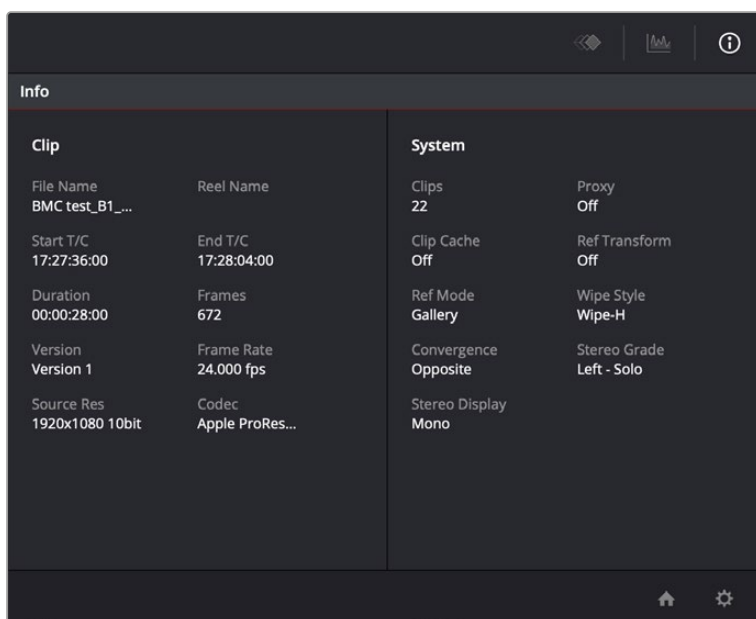 Info
Clip
File Name
BMC test_B1_...
Reel Name
Start T/C
17:27:36:00
End T/C
17:28:04:00
Duration
00:00:28:00
Frames
672
Version
Version 1
Frame Rate
24.000 fps
Source Res
1920x1080 10bit
Codec
Apple ProRes...
System
Clips
22
Proxy
Off
Clip Cache
Off
Ref Transform
Off
Ref Mode
Gallery
Wipe Style
Wipe-H
Convergence
Opposite
Stereo Grade
Left - Solo
Stereo Display
Mono